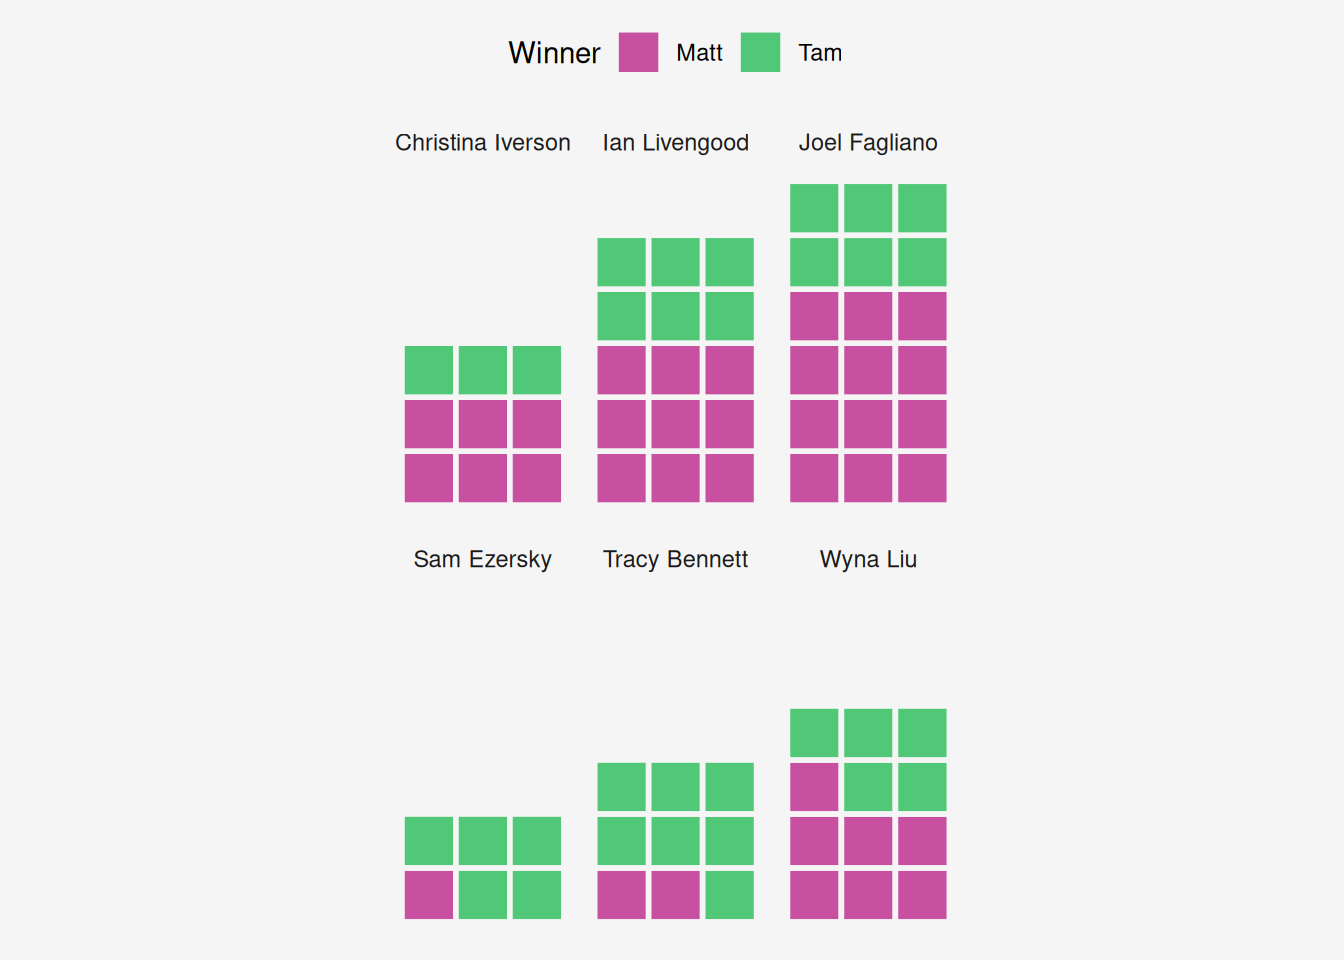 Winner Matt Tam
Christina Iverson Ian Livengood Joel Fagliano
Sam Ezersky Tracy Bennett Wyna Liu